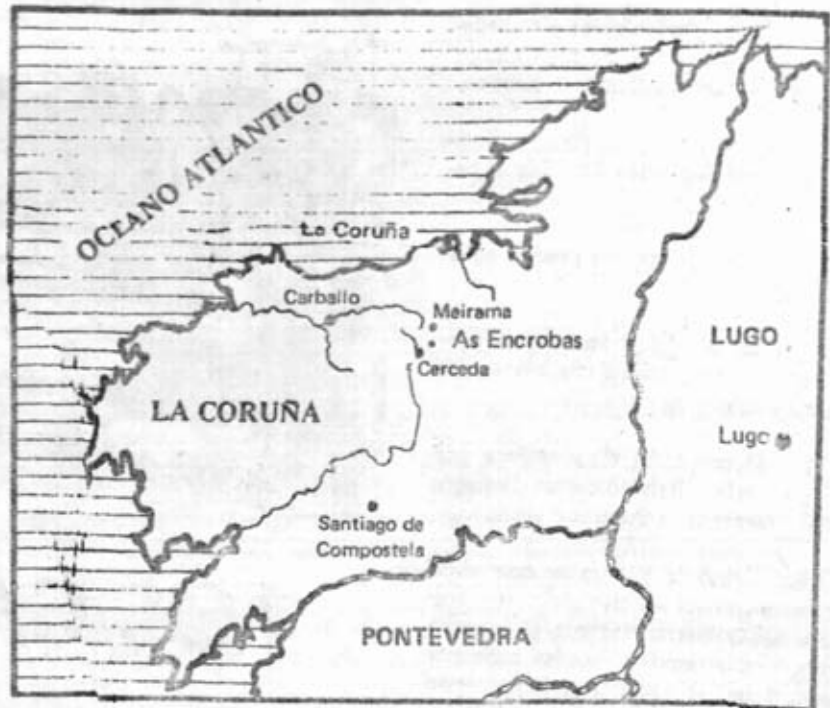 OCEANO ATLANTICO
La Coruña
Carballo
Meirama
As Encrobas
Cerceda
LUGO
LA CORUÑA
Lugo
Santiago de
Compostela
PONTEVEDRA